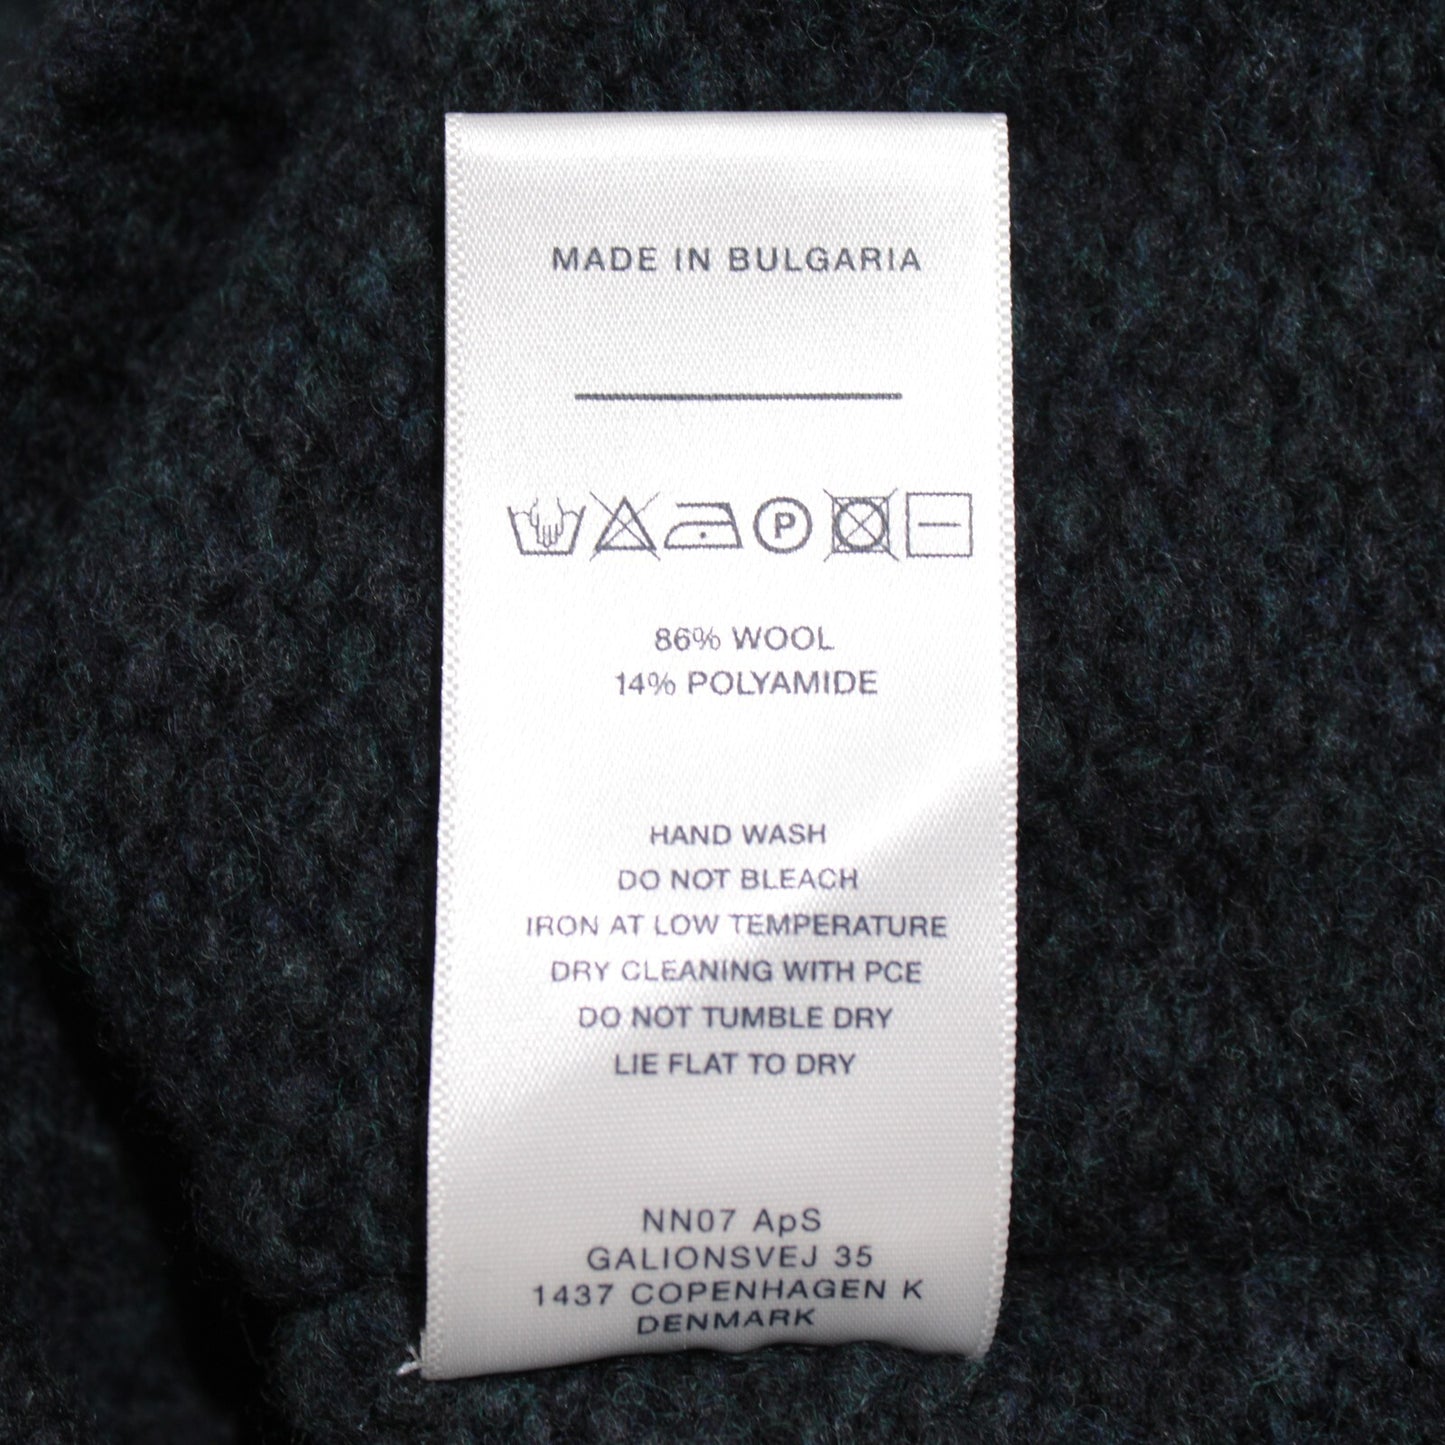 MADE IN BULGARIA
P
86% WOOL
14% POLYAMIDE
HAND WASH
DO NOT BLEACH
IRON AT LOW TEMPERATURE
DRY CLEANING WITH PCE
DO NOT TUMBLE DRY
LIE FLAT TO DRY
NN07 ApS
GALIONSVEJ 35
1437 COPENHAGEN K
DENMARK